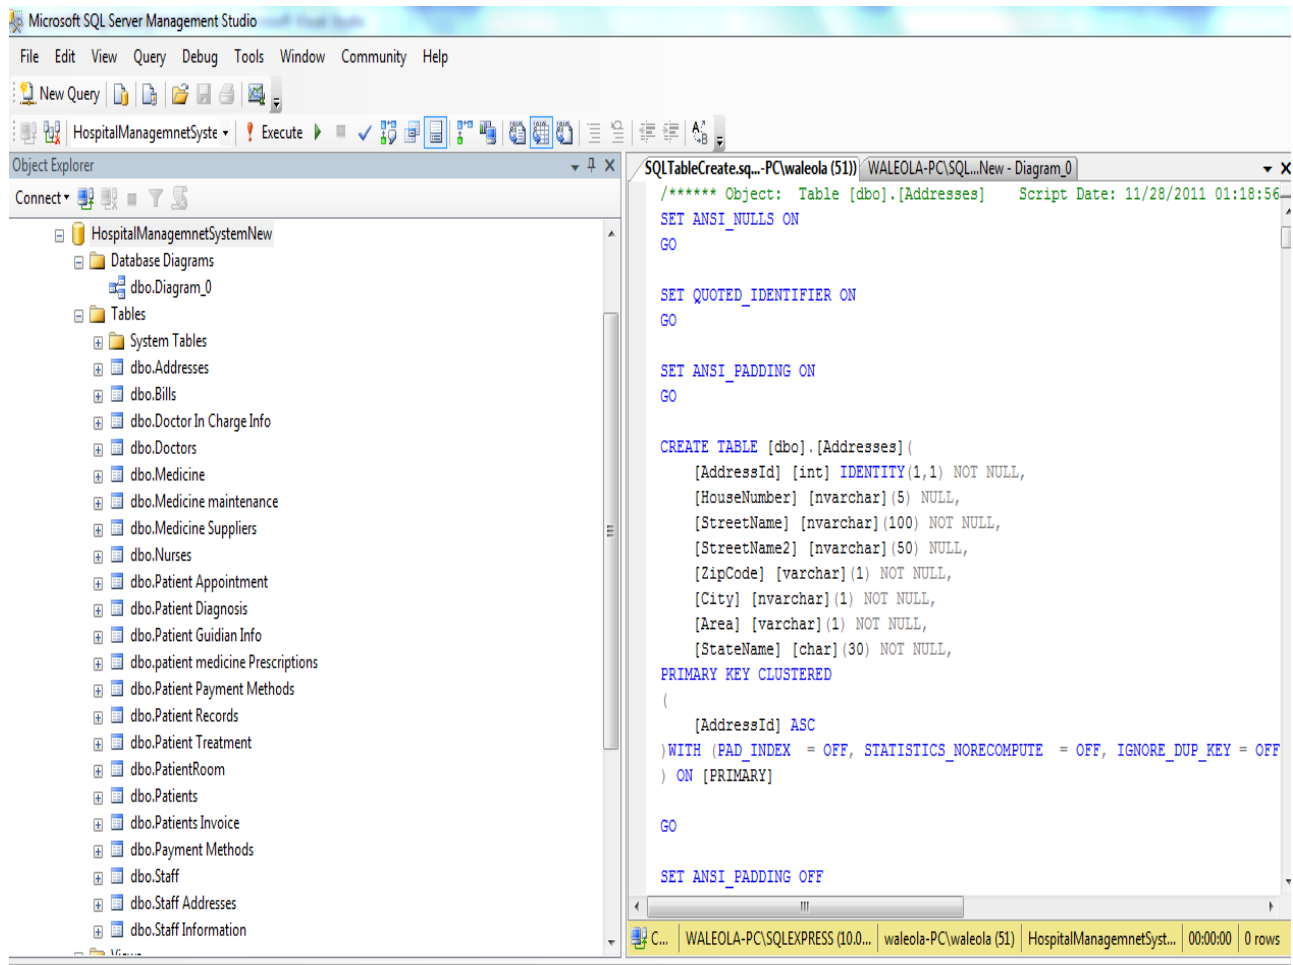 Microsoft SQL Server Management Studio
File Edit View Query Debug Tools Window Community Help
New Query
HospitalManagemnetSyste Execute
Object Explorer
Connect
HospitalManagemnetSystemNew
Database Diagrams
dbo.Diagram_0
Tables
System Tables
dbo.Addresses
dbo.Bills
dbo.Doctor In Charge Info
dbo.Doctors
dbo.Medicine
dbo.Medicine maintenance
dbo.Medicine Suppliers
dbo.Nurses
dbo.Patient Appointment
dbo.Patient Diagnosis
dbo.Patient Guidian Info
dbo.patient medicine Prescriptions
dbo.Patient Payment Methods
dbo.Patient Records
dbo.Patient Treatment
dbo.PatientRoom
dbo.Patients
dbo.Patients Invoice
dbo.Payment Methods
dbo.Staff
dbo.Staff Addresses
dbo.Staff Information
SQLTableCreate.sq...-PC\waleola (51)) WALEOLA-PC\SQL...New - Diagram_0
/****** Object:  Table [dbo].[Addresses]    Script Date: 11/28/2011 01:18:56
SET ANSI_NULLS ON
GO
SET QUOTED_IDENTIFIER ON
GO
SET ANSI_PADDING ON
GO
CREATE TABLE [dbo].[Addresses](
[AddressId] [int] IDENTITY(1,1) NOT NULL,
[HouseNumber] [nvarchar](5) NULL,
[StreetName] [nvarchar](100) NOT NULL,
[StreetName2] [nvarchar](50) NULL,
[ZipCode] [varchar](1) NOT NULL,
[City] [nvarchar](1) NOT NULL,
[Area] [varchar](1) NOT NULL,
[StateName] [char](30) NOT NULL,
PRIMARY KEY CLUSTERED
(
[AddressId] ASC
)WITH (PAD_INDEX  = OFF, STATISTICS_NORECOMPUTE  = OFF, IGNORE_DUP_KEY = OFF
) ON [PRIMARY]
GO
SET ANSI_PADDING OFF
C... WALEOLA-PC\SQLEXPRESS (10.0... waleola-PC\waleola (51) HospitalManagemnetSyst... 00:00:00 0 rows